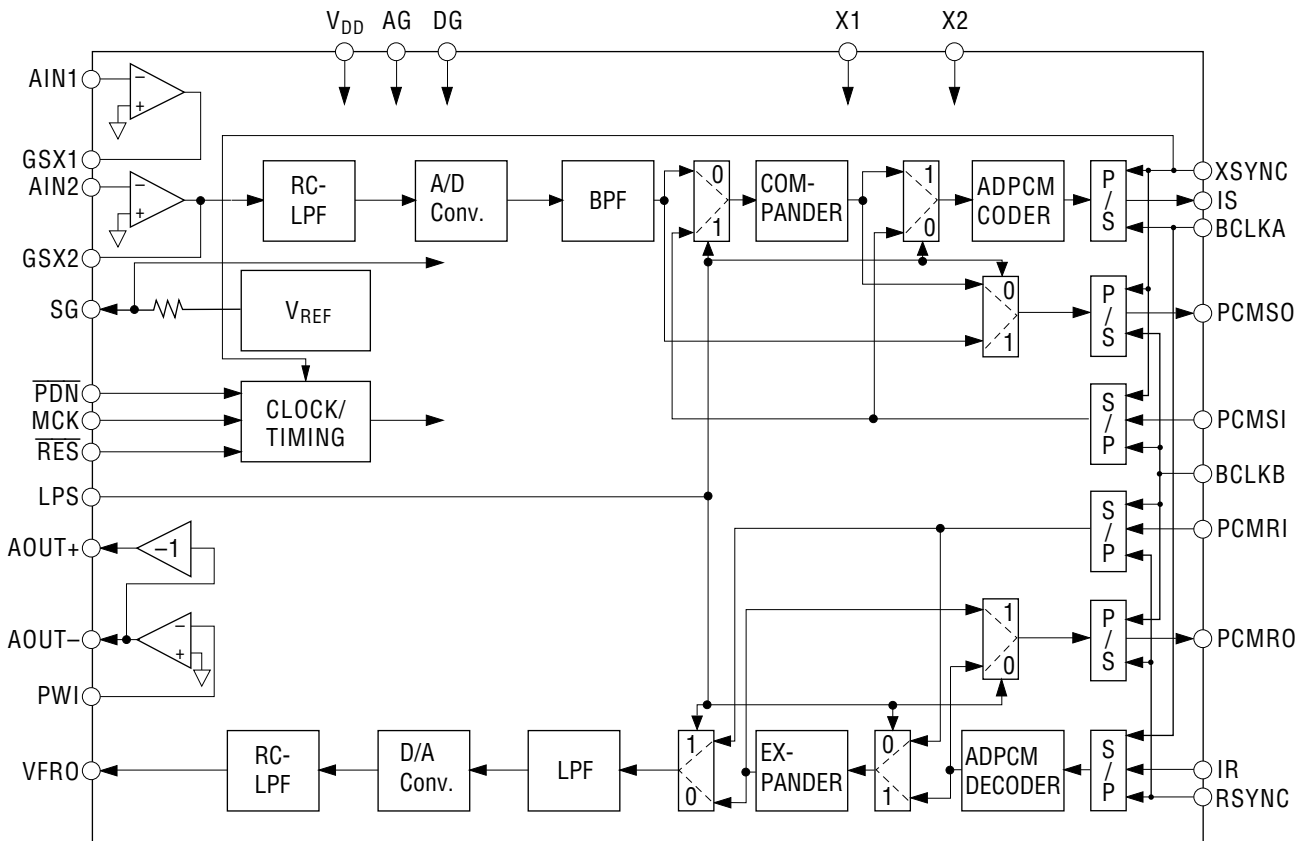 VDD AG DG X1 X2
AIN1
− +
GSX1
AIN2
− +
GSX2
RC-
LPF
A/D
Conv.
BPF
0
1
COM-
PANDER
1
0
ADPCM
CODER
P
/
S
XSYNC
IS
BCLKA
SG
VREF
0
1
P
/
S
PCMSO
PDN
MCK
RES
CLOCK/
TIMING
S
/
P
PCMSI
BCLKB
LPS
AOUT+
−1
S
/
P
PCMRI
AOUT−
− +
PWI
1
0
P
/
S
PCMRO
VFRO
RC-
LPF
D/A
Conv.
LPF
1
0
EX-
PANDER
0
1
ADPCM
DECODER
S
/
P
IR
RSYNC